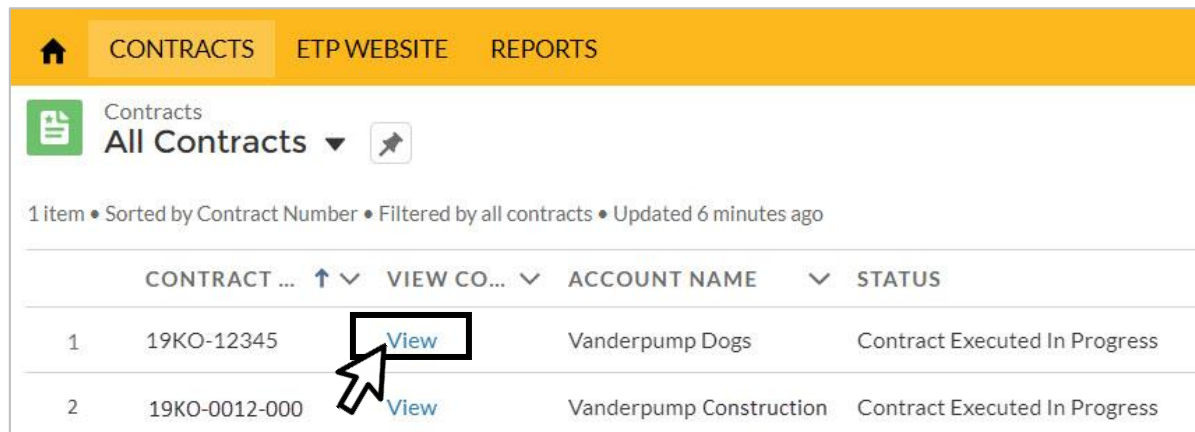 CONTRACTS ETP WEBSITE REPORTS
Contracts
All Contracts
1 item • Sorted by Contract Number • Filtered by all contracts • Updated 6 minutes ago
CONTRACT ... VIEW CO... ACCOUNT NAME STATUS
1 19KO-12345 View Vanderpump Dogs Contract Executed In Progress
2 19KO-0012-000 View Vanderpump Construction Contract Executed In Progress